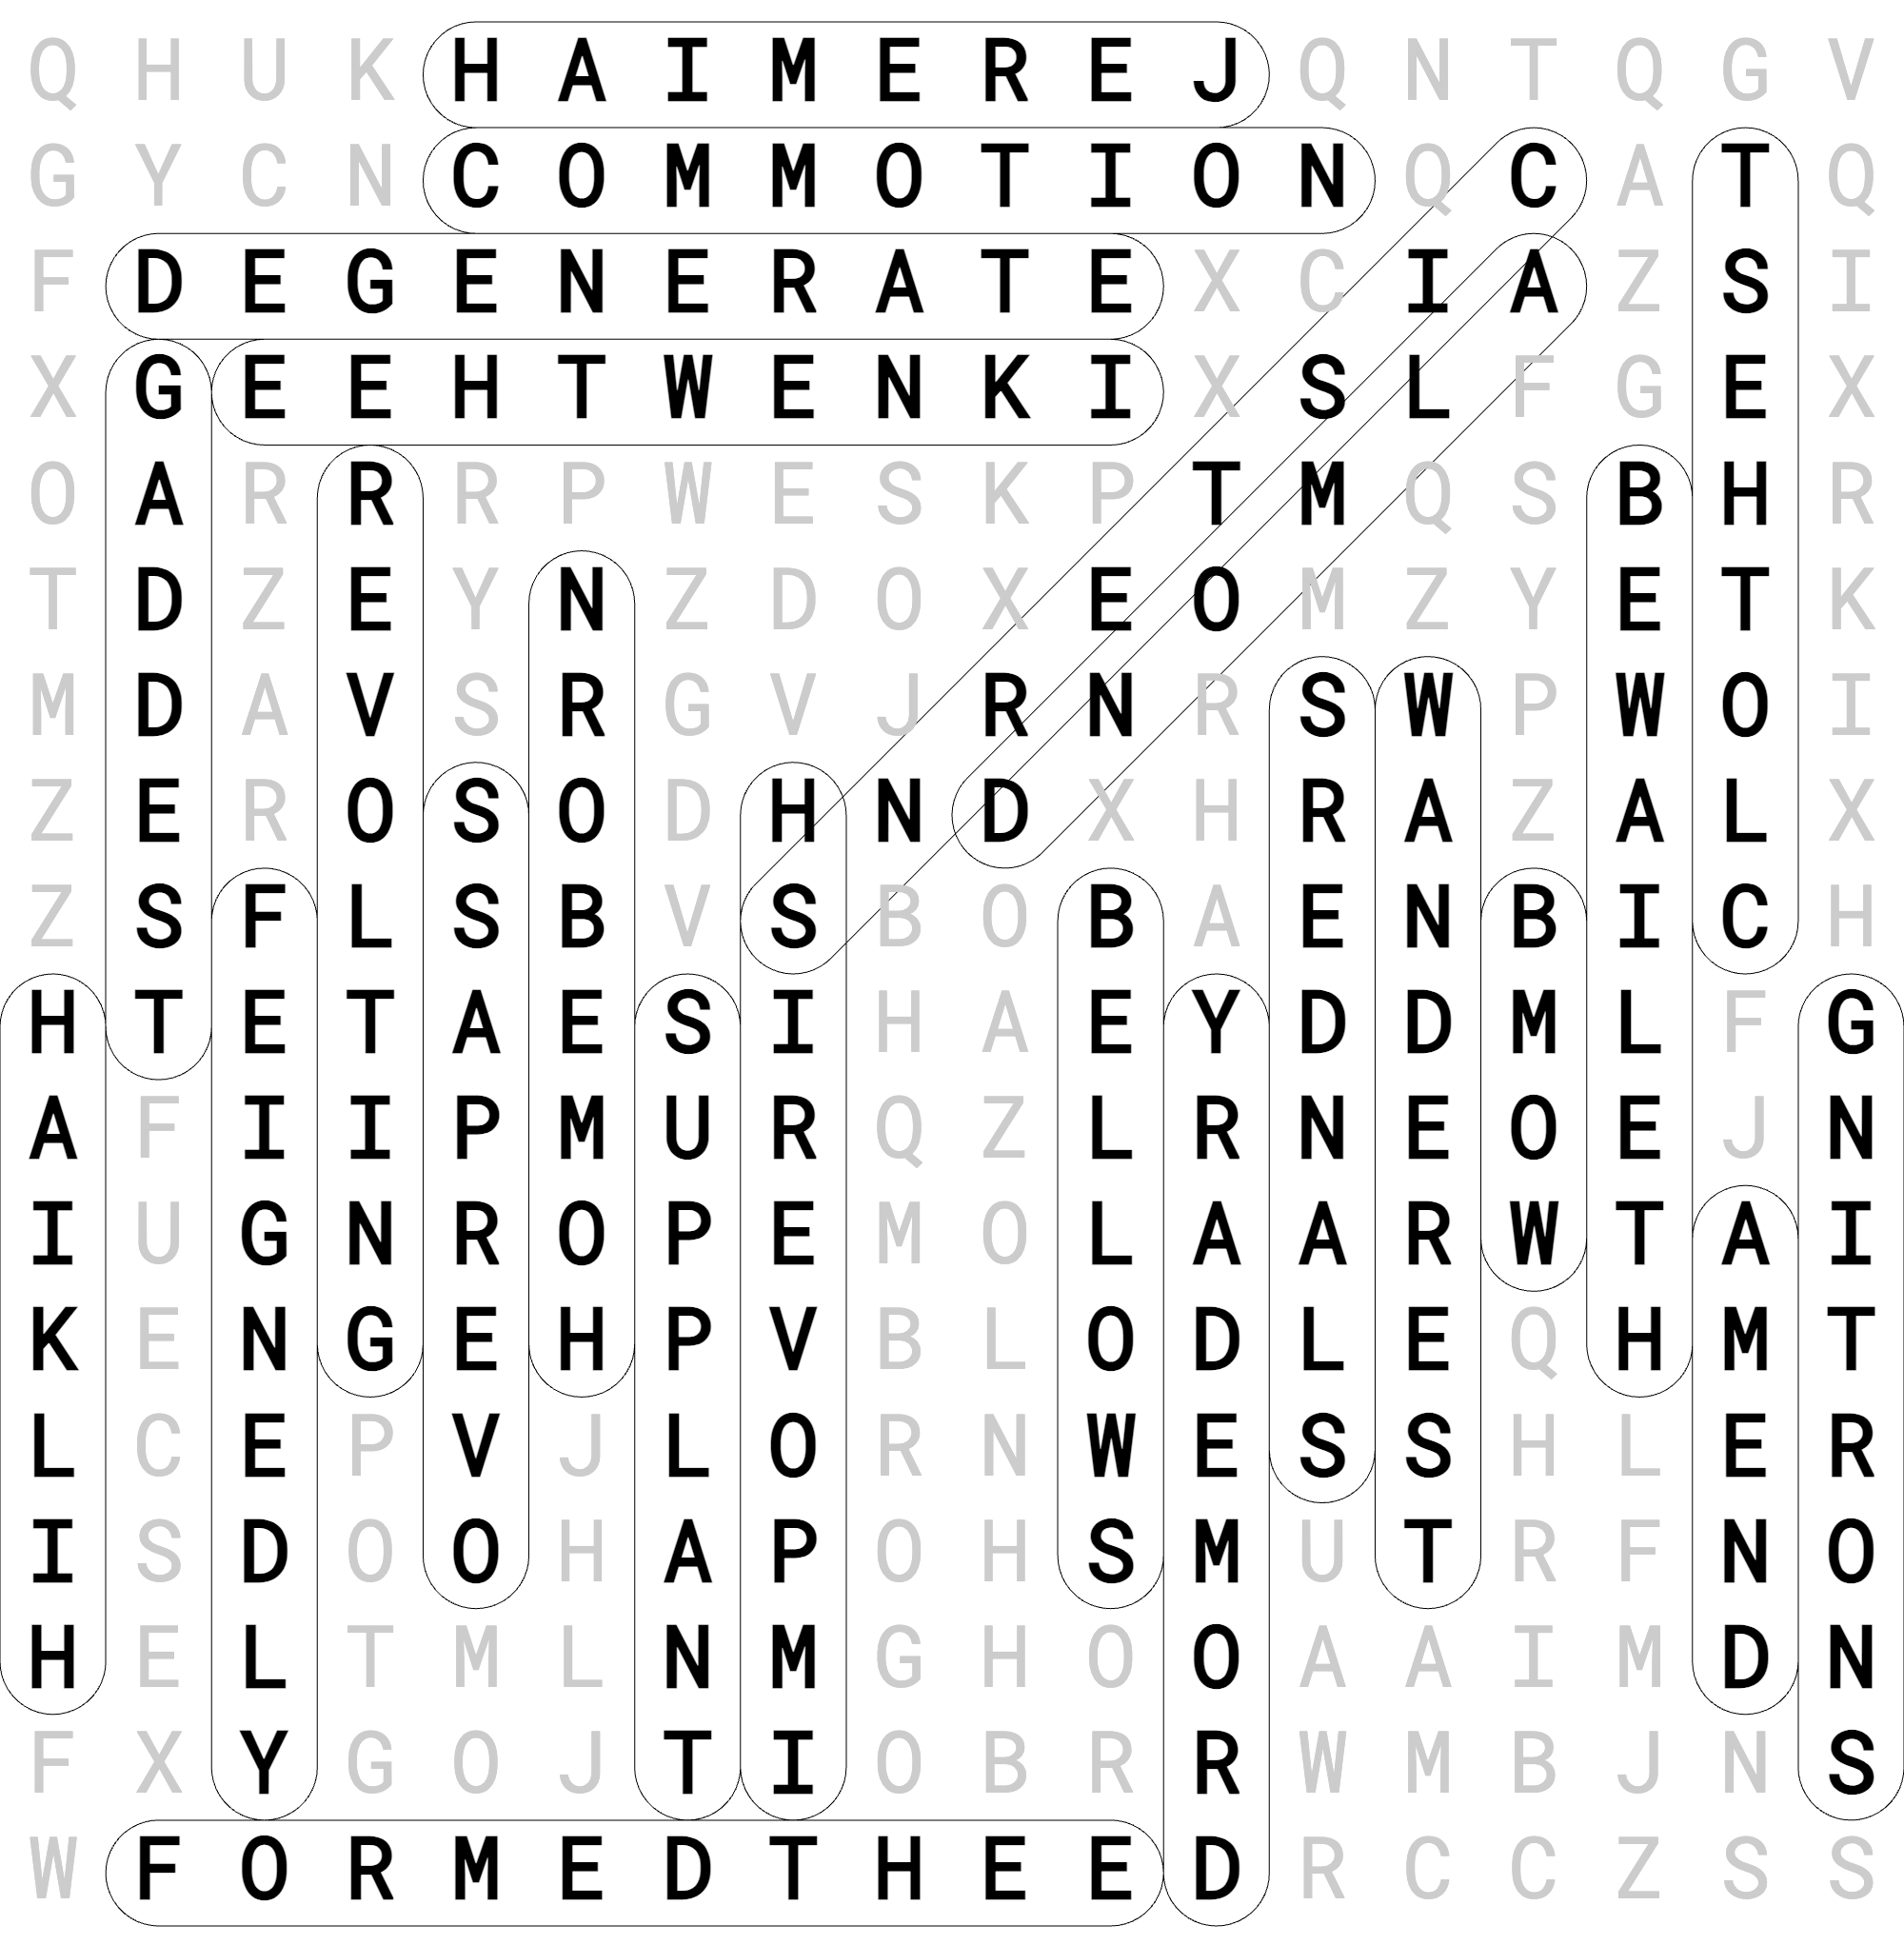 Q H U K H A I M E R E J Q N T Q G V
G Y C N C O M M O T I O N Q C A T Q
F D E G E N E R A T E X C I A Z S I
X G E E H T W E N K I X S L F G E X
O A R R R P W E S K P T M Q S B H R
T D Z E Y N Z D O X E O M Z Y E T K
M D A V S R G V J R N R S W P W O I
Z E R O S O D H N D X H R A Z A L X
Z S F L S B V S B O B A E N B I C H
H T E T A E S I H A E Y D D M L F G
A F I I P M U R Q Z L R N E O E J N
I U G N R O P E M O L A A R W T A I
K E N G E H P V B L O D L E Q H M T
L C E P V J L O R N W E S S H L E R
I S D O O H A P O H S M U T R F N O
H E L T M L N M G H O O A A I M D N
F X Y G O J T I O B R R W M B J N S
W F O R M E D T H E E D R C C Z S S